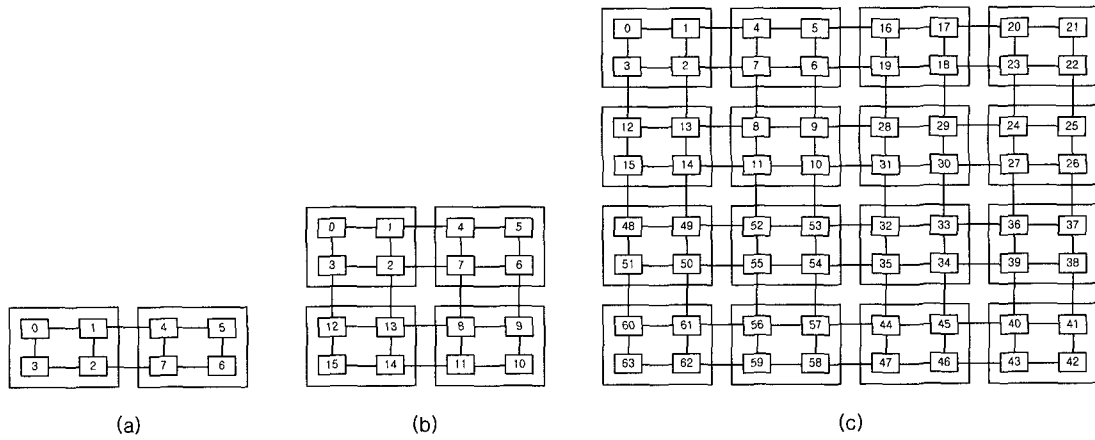 0 1 4 5 16 17 20 21
3 2 7 6 19 18 23 22
12 13 8 9 28 29 24 25
15 14 11 10 31 30 27 26
48 49 52 53 32 33 36 37
51 50 55 54 35 34 39 38
60 61 56 57 44 45 40 41
63 62 59 58 47 46 43 42
0 1 4 5
3 2 7 6
12 13 8 9
15 14 11 10
0 1 4 5
3 2 7 6
(a) (b) (c)